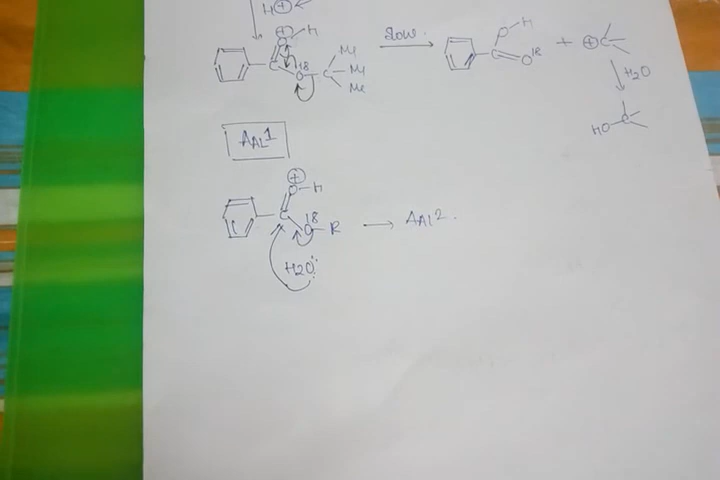 H⊕
⊕ O H
C O 18 C Me Me Me slow O H C O 18 + ⊕ C
H2O
HO C
AAL1
⊕
O H
C 18 O R → AAL2.
H2O: